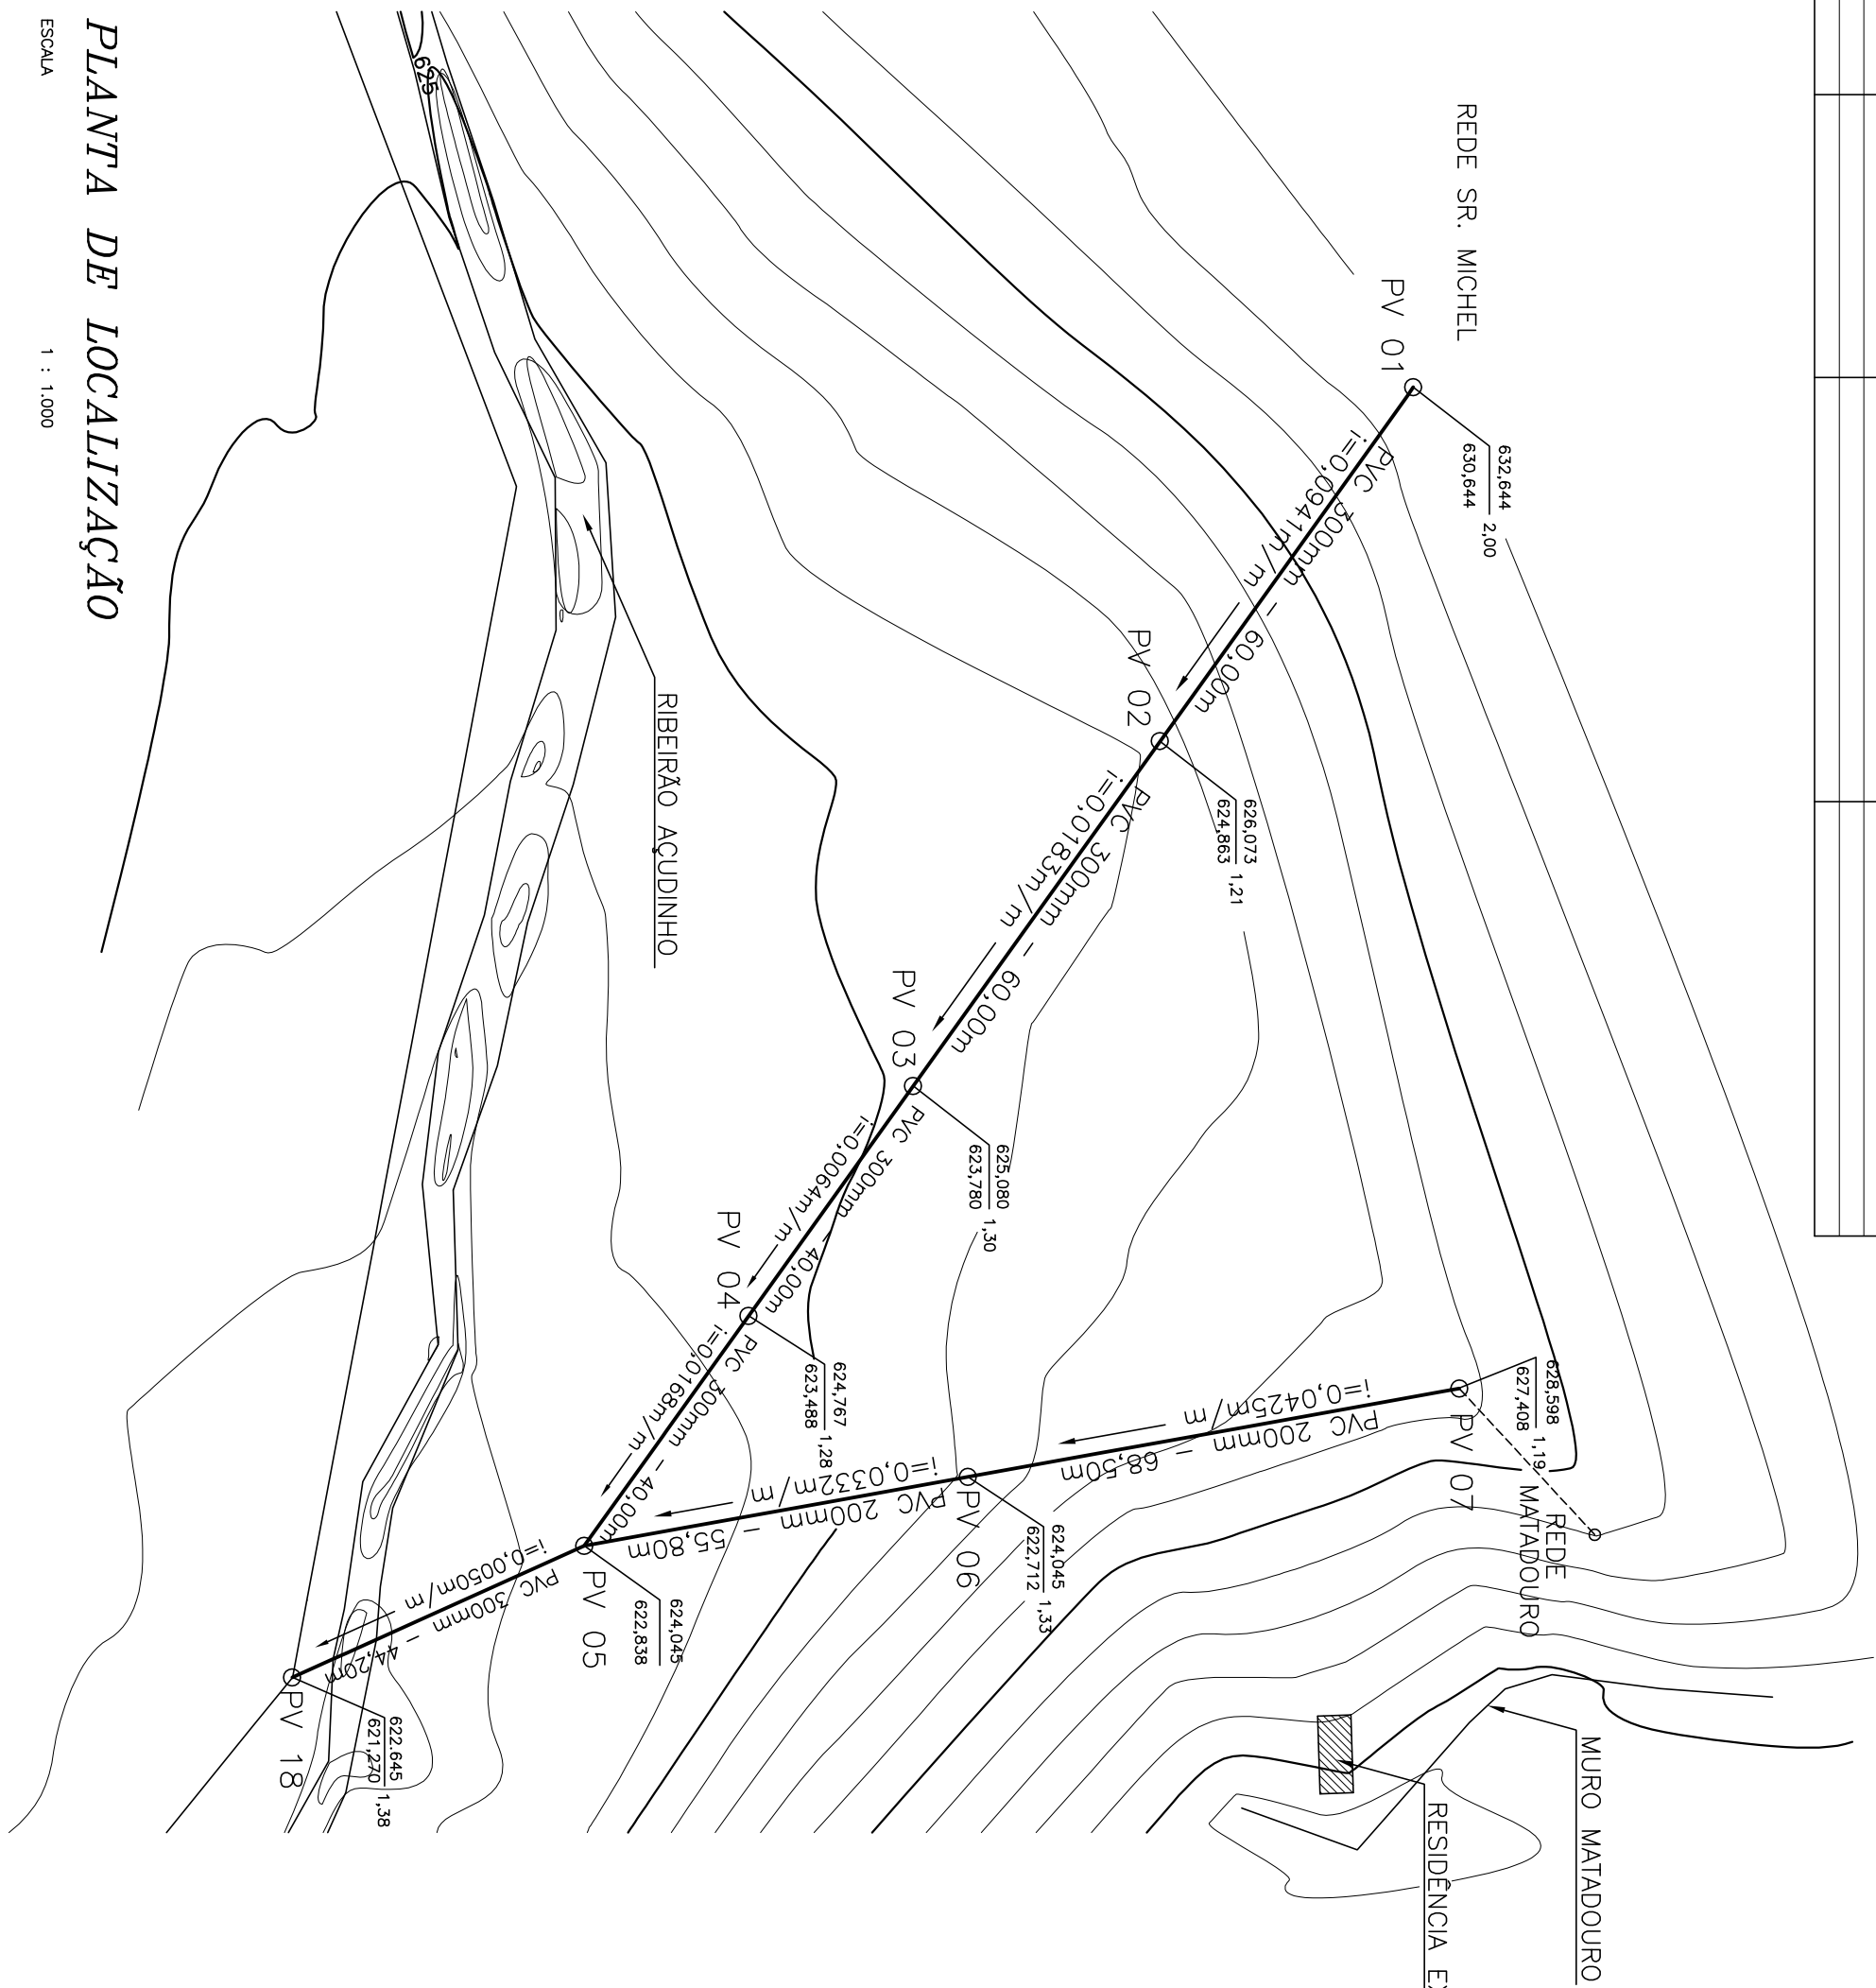 REDE SR. MICHEL
PV 01
632,644
630,644
2,00
PVC 300mm - 60,00m
i=0,0941m/m
PV 02
626,073
624,863
1,21
PVC 300mm - 60,00m
i=0,0183m/m
PV 03
625,080
623,780
1,30
PVC 300mm - 40,00m
i=0,0064m/m
PV 04
624,767
623,488
1,28
PVC 300mm - 40,00m
i=0,0168m/m
PV 05
624,045
622,838
PVC 300mm - 44,20m
i=0,0050m/m
PV 18
622.645
621,270
1,38
PV 07
628,598
627,408
1,19
REDE
MATADOURO
i=0,0425m/m
PVC 200mm - 68,50m
PV 06
624,045
622,712
1,33
i=0,0332m/m
PVC 200mm - 55,80m
MURO MATADOURO
RESIDÊNCIA
RIBEIRÃO AÇUDINHO
625
PLANTA DE LOCALIZAÇÃO
ESCALA 1 : 1.000